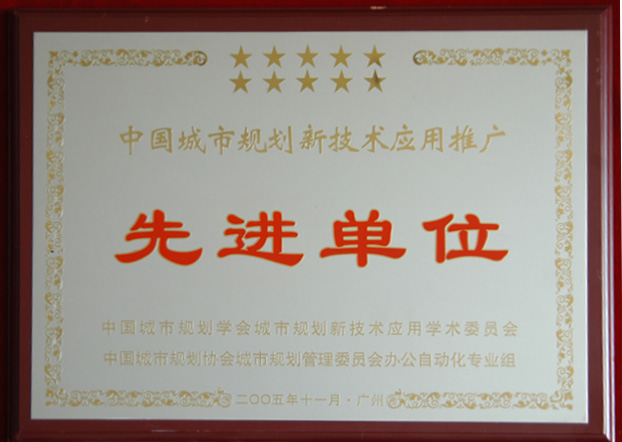 中国城市规划新技术应用推广
先进单位
中国城市规划学会城市规划新技术应用学术委员会
中国城市规划协会城市规划管理委员会办公自动化专业组
二〇〇五年十一月·广州